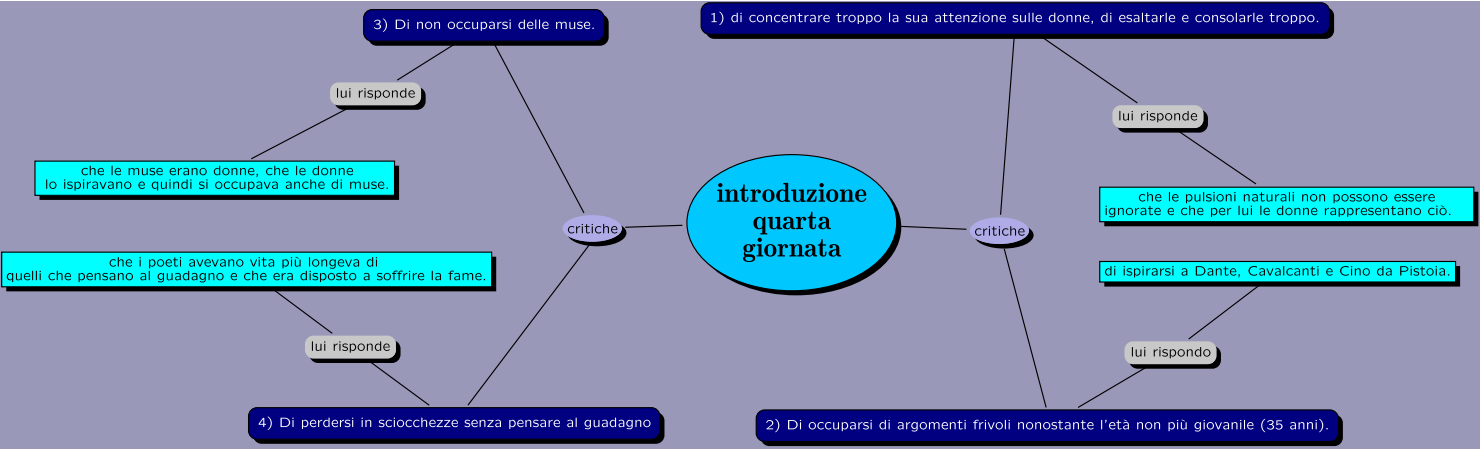 3) Di non occuparsi delle muse.
1) di concentrare troppo la sua attenzione sulle donne, di esaltarle e consolarle troppo.
lui risponde
lui risponde
che le muse erano donne, che le donne
lo ispiravano e quindi si occupava anche di muse.
che le pulsioni naturali non possono essere
ignorate e che per lui le donne rappresentano ciò.
introduzione
quarta
giornata
critiche
critiche
che i poeti avevano vita più longeva di
quelli che pensano al guadagno e che era disposto a soffrire la fame.
di ispirarsi a Dante, Cavalcanti e Cino da Pistoia.
lui risponde
lui rispondo
4) Di perdersi in sciocchezze senza pensare al guadagno
2) Di occuparsi di argomenti frivoli nonostante l'età non più giovanile (35 anni).